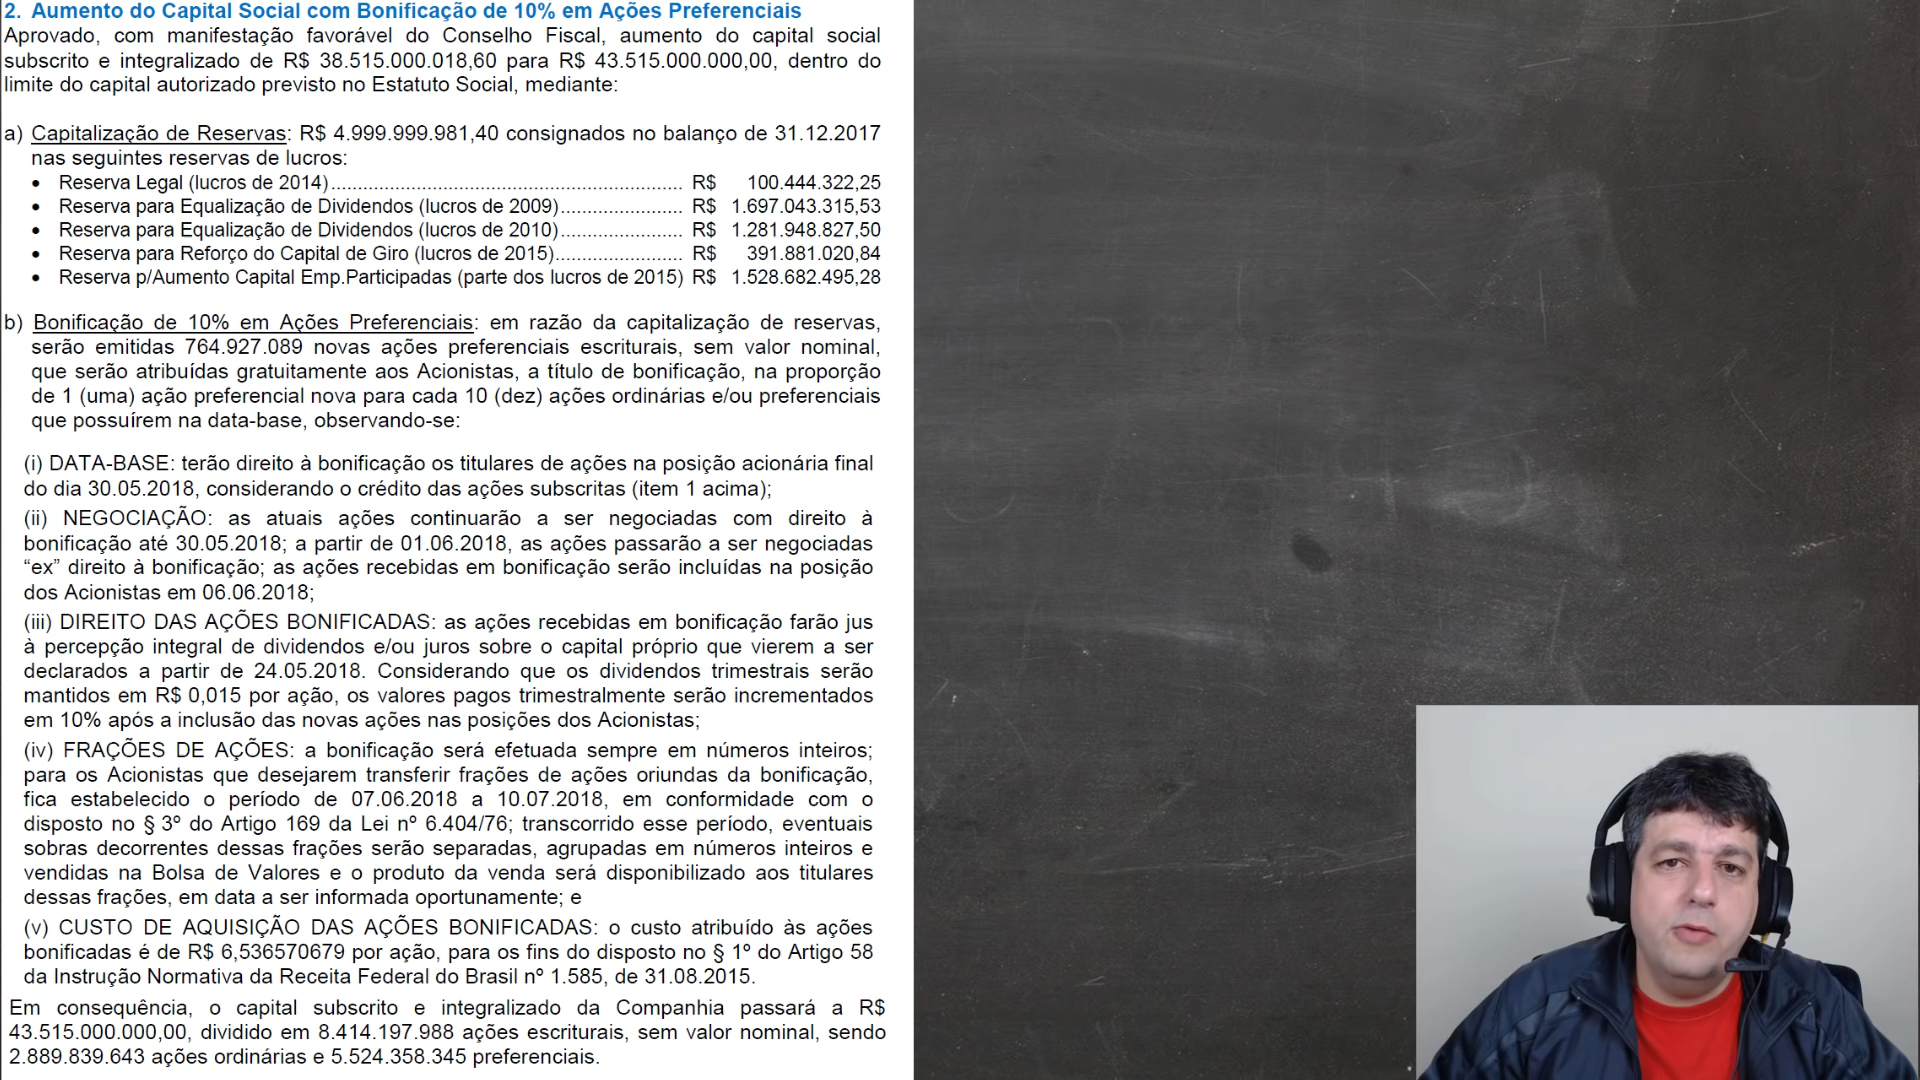 2. Aumento do Capital Social com Bonificação de 10% em Ações Preferenciais
Aprovado, com manifestação favorável do Conselho Fiscal, aumento do capital social
subscrito e integralizado de R$ 38.515.000.018,60 para R$ 43.515.000.000,00, dentro do
limite do capital autorizado previsto no Estatuto Social, mediante:
a) Capitalização de Reservas: R$ 4.999.999.981,40 consignados no balanço de 31.12.2017
nas seguintes reservas de lucros:
• Reserva Legal (lucros de 2014)................................................................... R$ 100.444.322,25
• Reserva para Equalização de Dividendos (lucros de 2009)....................... R$ 1.697.043.315,53
• Reserva para Equalização de Dividendos (lucros de 2010)....................... R$ 1.281.948.827,50
• Reserva para Reforço do Capital de Giro (lucros de 2015)........................ R$ 391.881.020,84
• Reserva p/Aumento Capital Emp.Participadas (parte dos lucros de 2015) R$ 1.528.682.495,28
b) Bonificação de 10% em Ações Preferenciais: em razão da capitalização de reservas,
serão emitidas 764.927.089 novas ações preferenciais escriturais, sem valor nominal,
que serão atribuídas gratuitamente aos Acionistas, a título de bonificação, na proporção
de 1 (uma) ação preferencial nova para cada 10 (dez) ações ordinárias e/ou preferenciais
que possuírem na data-base, observando-se:
(i) DATA-BASE: terão direito à bonificação os titulares de ações na posição acionária final
do dia 30.05.2018, considerando o crédito das ações subscritas (item 1 acima);
(ii) NEGOCIAÇÃO: as atuais ações continuarão a ser negociadas com direito à
bonificação até 30.05.2018; a partir de 01.06.2018, as ações passarão a ser negociadas
“ex” direito à bonificação; as ações recebidas em bonificação serão incluídas na posição
dos Acionistas em 06.06.2018;
(iii) DIREITO DAS AÇÕES BONIFICADAS: as ações recebidas em bonificação farão jus
à percepção integral de dividendos e/ou juros sobre o capital próprio que vierem a ser
declarados a partir de 24.05.2018. Considerando que os dividendos trimestrais serão
mantidos em R$ 0,015 por ação, os valores pagos trimestralmente serão incrementados
em 10% após a inclusão das novas ações nas posições dos Acionistas;
(iv) FRAÇÕES DE AÇÕES: a bonificação será efetuada sempre em números inteiros;
para os Acionistas que desejarem transferir frações de ações oriundas da bonificação,
fica estabelecido o período de 07.06.2018 a 10.07.2018, em conformidade com o
disposto no § 3º do Artigo 169 da Lei nº 6.404/76; transcorrido esse período, eventuais
sobras decorrentes dessas frações serão separadas, agrupadas em números inteiros e
vendidas na Bolsa de Valores e o produto da venda será disponibilizado aos titulares
dessas frações, em data a ser informada oportunamente; e
(v) CUSTO DE AQUISIÇÃO DAS AÇÕES BONIFICADAS: o custo atribuído às ações
bonificadas é de R$ 6,536570679 por ação, para os fins do disposto no § 1º do Artigo 58
da Instrução Normativa da Receita Federal do Brasil nº 1.585, de 31.08.2015.
Em consequência, o capital subscrito e integralizado da Companhia passará a R$
43.515.000.000,00, dividido em 8.414.197.988 ações escriturais, sem valor nominal, sendo
2.889.839.643 ações ordinárias e 5.524.358.345 preferenciais.